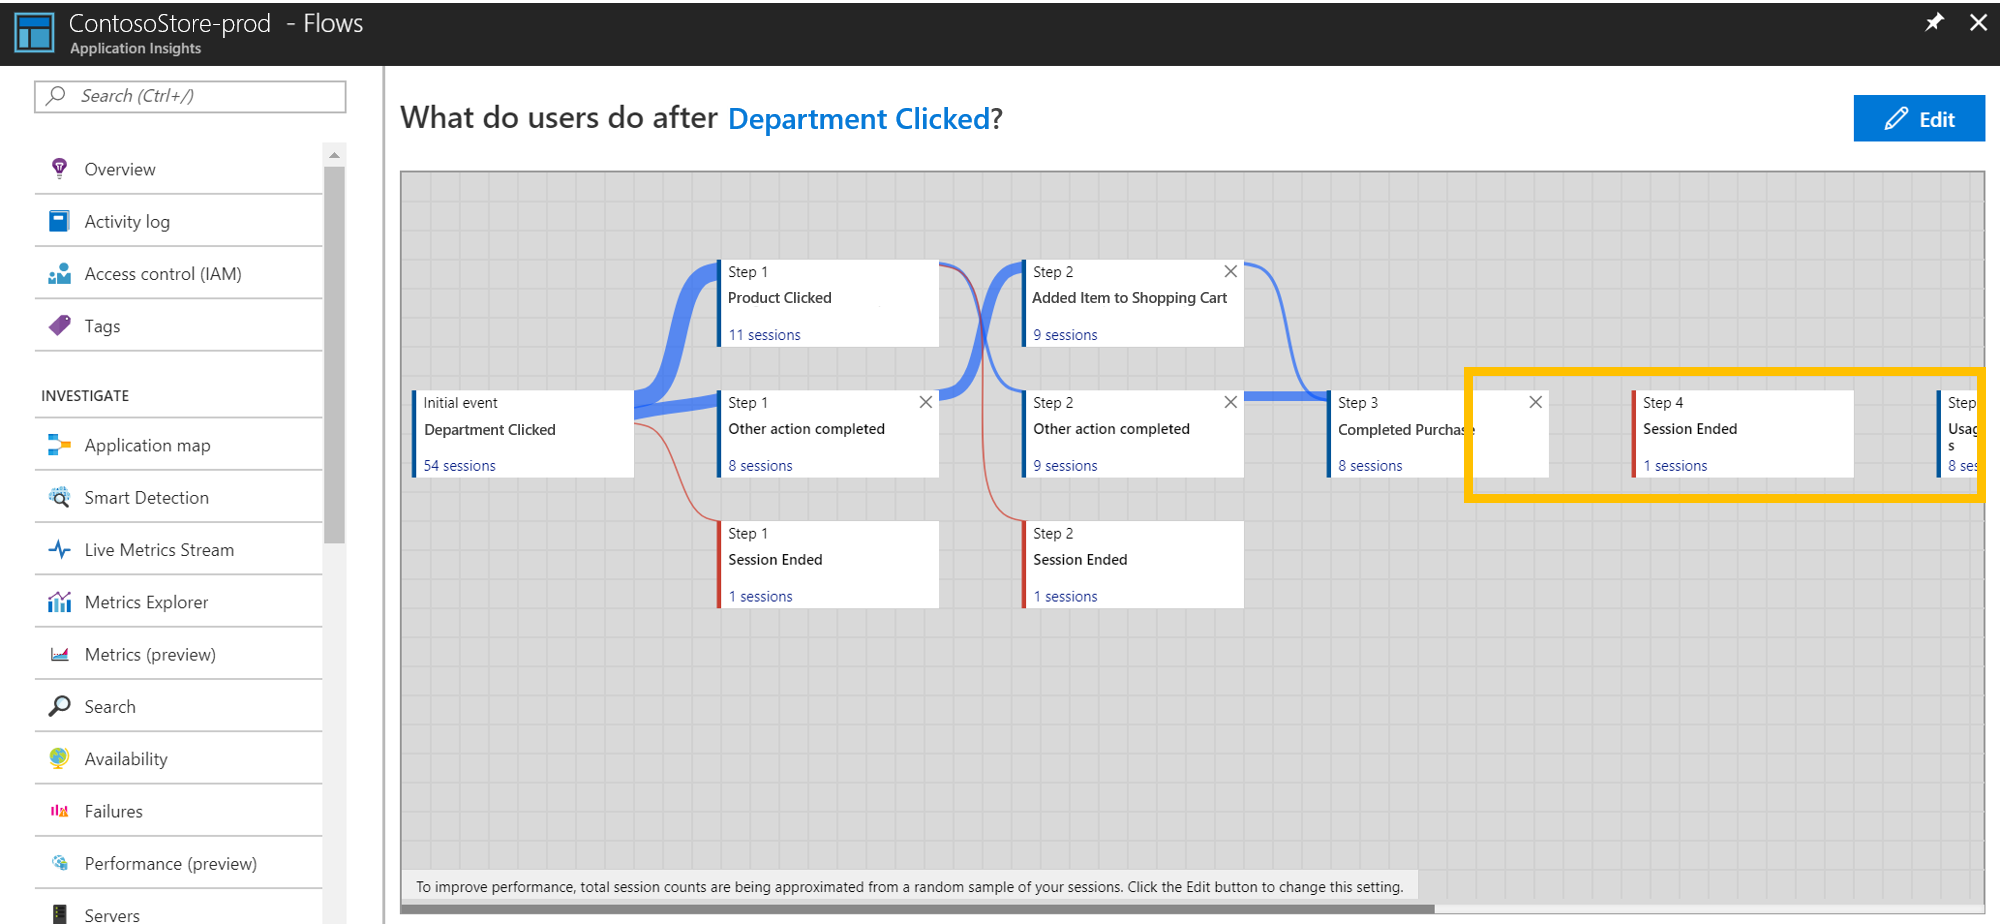 ContosoStore-prod - Flows
Application Insights
Search (Ctrl+/)
Overview
Activity log
Access control (IAM)
Tags
INVESTIGATE
Application map
Smart Detection
Live Metrics Stream
Metrics Explorer
Metrics (preview)
Search
Availability
Failures
Performance (preview)
Servers
What do users do after Department Clicked?
Edit
Initial event
Department Clicked
54 sessions
Step 1
Product Clicked
11 sessions
Step 1
Other action completed
8 sessions
Step 1
Session Ended
1 sessions
Step 2
Added Item to Shopping Cart
9 sessions
Step 2
Other action completed
9 sessions
Step 2
Session Ended
1 sessions
Step 3
Completed Purchase
8 sessions
Step 4
Session Ended
1 sessions
Step
Usag
s
8 ses
To improve performance, total session counts are being approximated from a random sample of your sessions. Click the Edit button to change this setting.